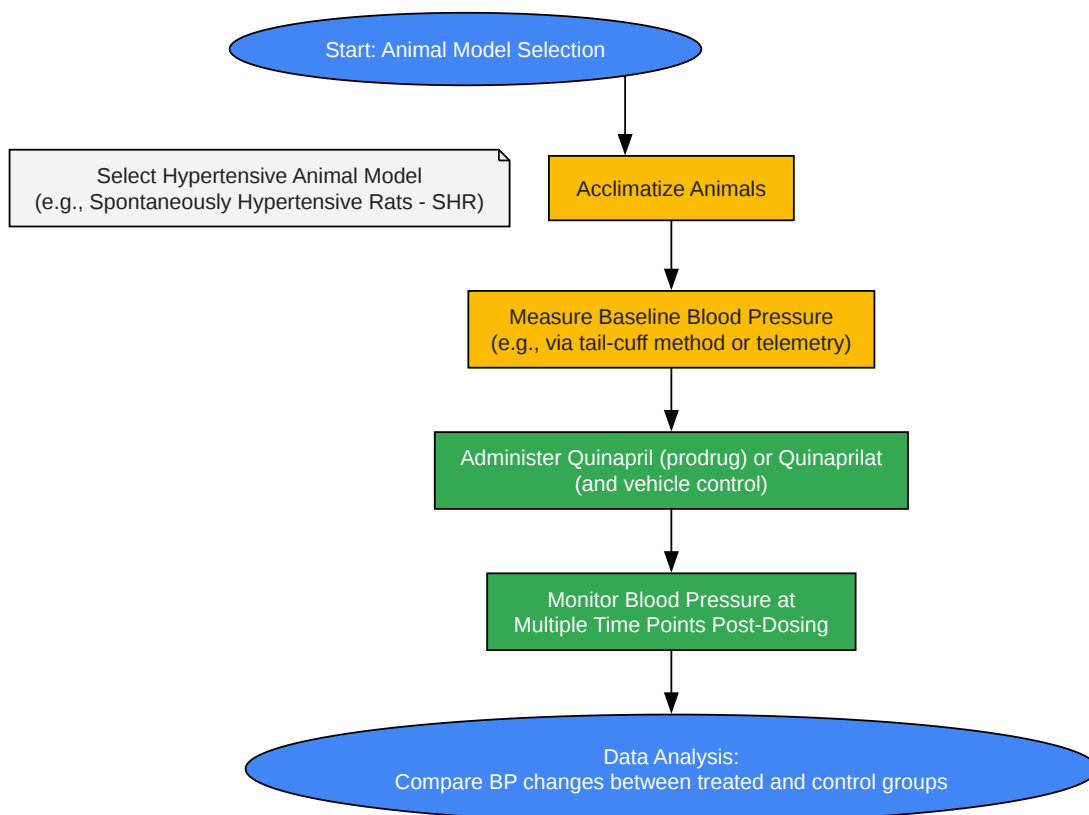 Start: Animal Model Selection
Select Hypertensive Animal Model
(e.g., Spontaneously Hypertensive Rats - SHR)
Acclimatize Animals
Measure Baseline Blood Pressure
(e.g., via tail-cuff method or telemetry)
Administer Quinapril (prodrug) or Quinaprilat
(and vehicle control)
Monitor Blood Pressure at
Multiple Time Points Post-Dosing
Data Analysis:
Compare BP changes between treated and control groups